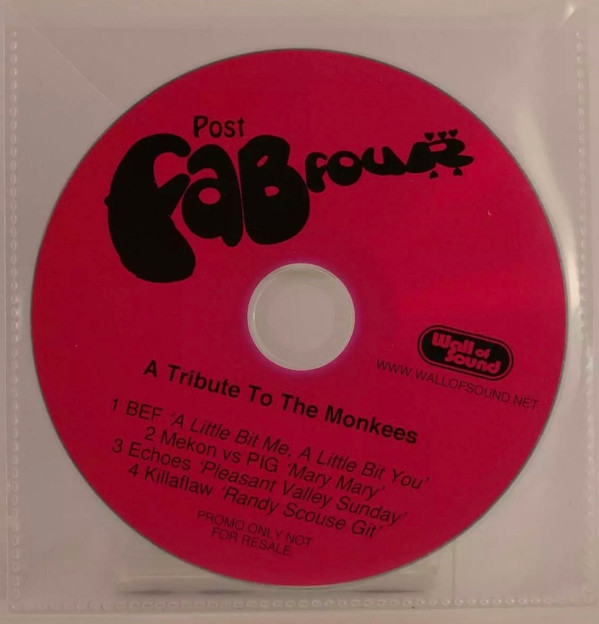 Post
FaB FOUR
Wall of
Sound
WWW.WALLOFSOUND.NET
A Tribute To The Monkees
1 BEF ‘A Little Bit Me, A Little Bit You’
2 Mekon vs PIG ‘Mary Mary’
3 Echoes ‘Pleasant Valley Sunday’
4 Killaflaw ‘Randy Scouse Git’
PROMO ONLY NOT
FOR RESALE